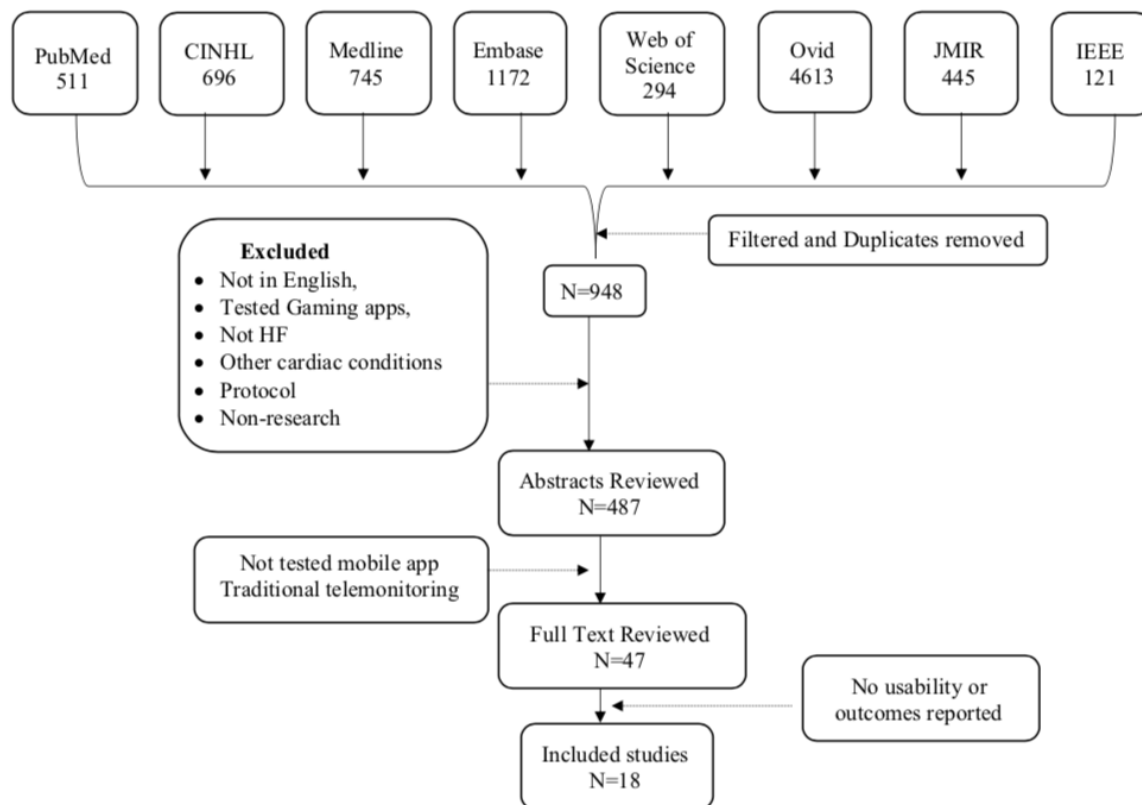 PubMed
511
CINHL
696
Medline
745
Embase
1172
Web of
Science
294
Ovid
4613
JMIR
445
IEEE
121
Filtered and Duplicates removed
Excluded
• Not in English,
• Tested Gaming apps,
• Not HF
• Other cardiac conditions
• Protocol
• Non-research
N=948
Abstracts Reviewed
N=487
Not tested mobile app
Traditional telemonitoring
Full Text Reviewed
N=47
No usability or
outcomes reported
Included studies
N=18